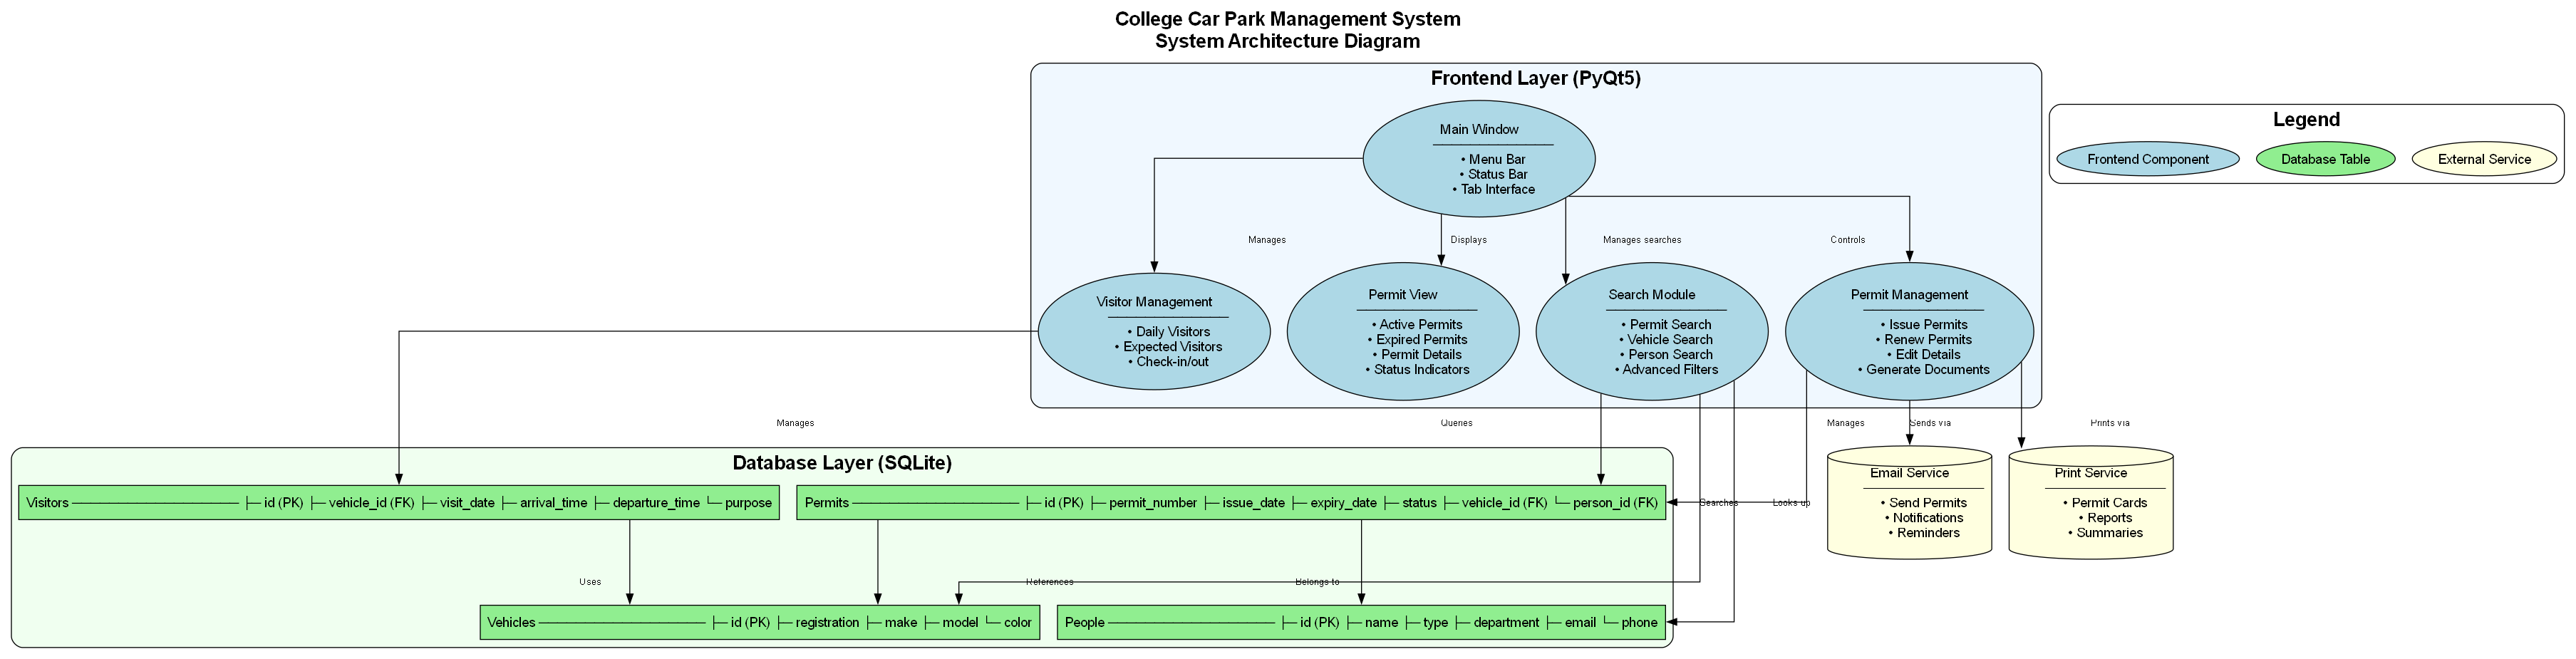 College Car Park Management System
System Architecture Diagram
Frontend Layer (PyQt5)
Main Window
• Menu Bar
• Status Bar
• Tab Interface
Legend
Frontend Component
Database Table
External Service
Manages
Displays
Manages searches
Controls
Visitor Management
• Daily Visitors
• Expected Visitors
• Check-in/out
Permit View
• Active Permits
• Expired Permits
• Permit Details
• Status Indicators
Search Module
• Permit Search
• Vehicle Search
• Person Search
• Advanced Filters
Permit Management
• Issue Permits
• Renew Permits
• Edit Details
• Generate Documents
Manages
Queries
Manages
Sends via
Prints via
Database Layer (SQLite)
Visitors ──────────────────── ├─ id (PK) ├─ vehicle_id (FK) ├─ visit_date ├─ arrival_time ├─ departure_time └─ purpose
Permits ──────────────────── ├─ id (PK) ├─ permit_number ├─ issue_date ├─ expiry_date ├─ status ├─ vehicle_id (FK) └─ person_id (FK)
Searches
Looks up
Email Service
• Send Permits
• Notifications
• Reminders
Print Service
• Permit Cards
• Reports
• Summaries
Uses
References
Belongs to
Vehicles ──────────────────── ├─ id (PK) ├─ registration ├─ make ├─ model └─ color
People ──────────────────── ├─ id (PK) ├─ name ├─ type ├─ department ├─ email └─ phone